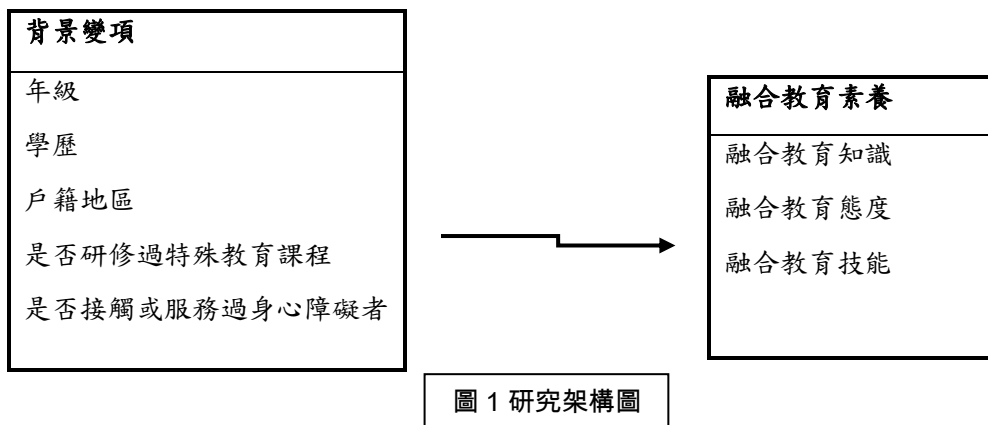 背景變項
年級
學歷
戶籍地區
是否研修過特殊教育課程
是否接觸或服務過身心障礙者
融合教育素養
融合教育知識
融合教育態度
融合教育技能
圖 1 研究架構圖